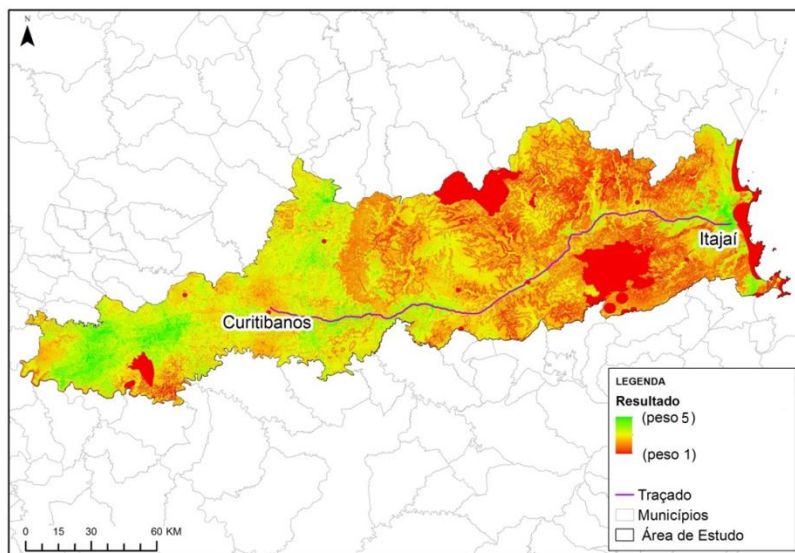 N
Itajaí
Curitibanos
LEGENDA
Resultado
(peso 5)
(peso 1)
Traçado
Municípios
Área de Estudo
0 15 30 60 KM